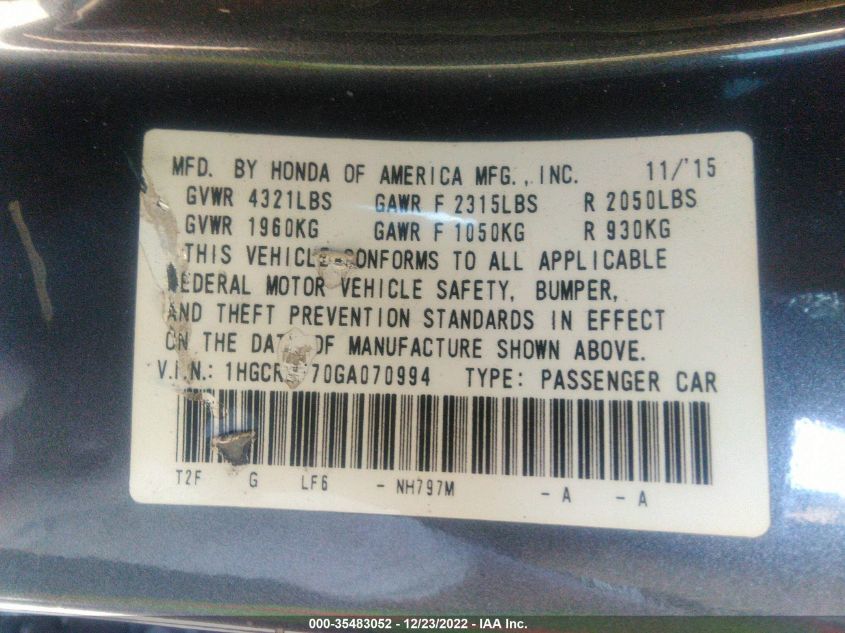 MFD. BY HONDA OF AMERICA MFG., INC. 11/'15
GVWR 4321LBS GAWR F 2315LBS R 2050LBS
GVWR 1960KG GAWR F 1050KG R 930KG
THIS VEHICLE CONFORMS TO ALL APPLICABLE
FEDERAL MOTOR VEHICLE SAFETY, BUMPER,
AND THEFT PREVENTION STANDARDS IN EFFECT
ON THE DATE OF MANUFACTURE SHOWN ABOVE.
V.I.N.: TYPE: PASSENGER CAR
T2F G LF6 - NH797M - A - A
000-35483052 - 12/23/2022 - IAA Inc.